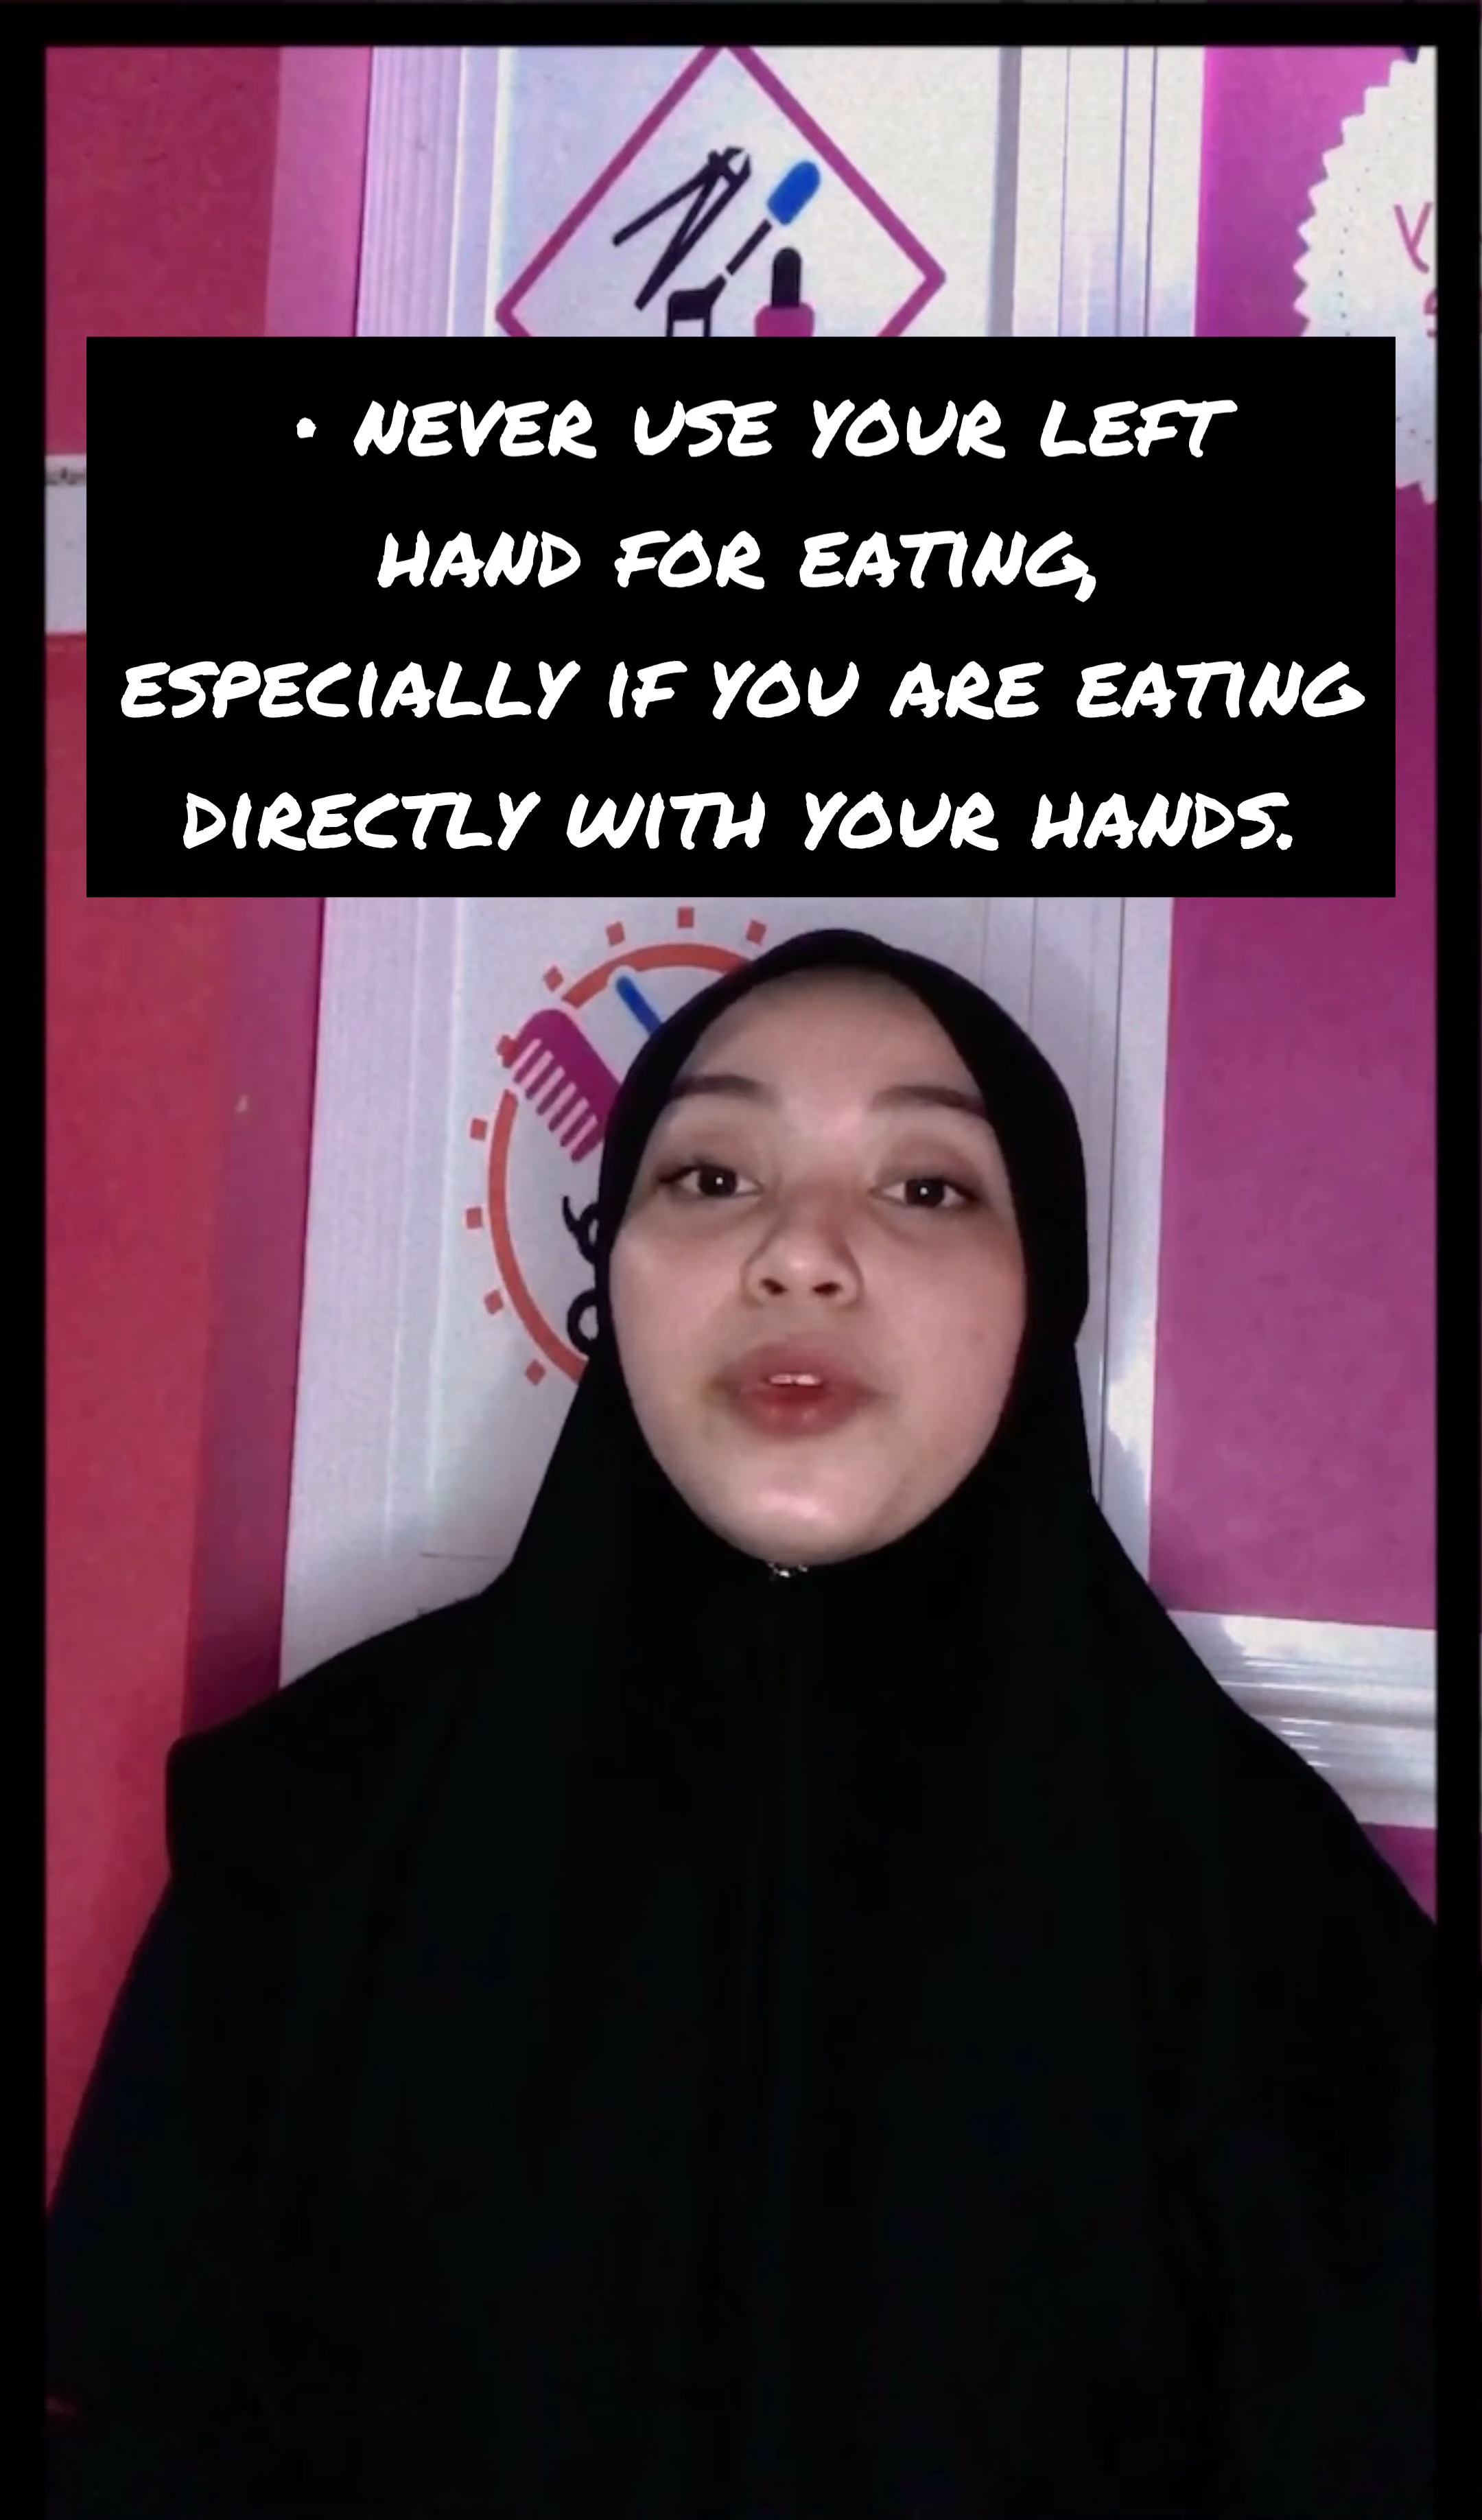 • NEVER USE YOUR LEFT
HAND FOR EATING,
ESPECIALLY IF YOU ARE EATING
DIRECTLY WITH YOUR HANDS.